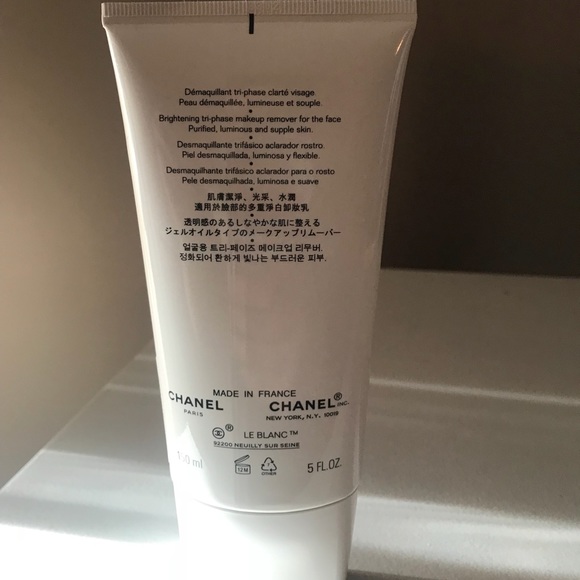 Démaquillant tri-phase clarté visage.
Peau démaquillée, lumineuse et souple.
Brightening tri-phase makeup remover for the face
Purified, luminous and supple skin.
Desmaquillante trifásico aclarador rostro.
Piel desmaquillada, luminosa y flexible.
Desmaquilhante trifásico aclarador para o rosto
Pele desmaquilhada, luminosa e suave
肌膚潔淨、光采、水潤
適用於臉部的多重淨白卸妝乳
透明感のあるしなやかな肌に整える
ジェルオイルタイプのメークアップリムーバー
얼굴용 트리-페이즈 메이크업 리무버.
정화되어 환하게 빛나는 부드러운 피부.
MADE IN FRANCE
CHANEL CHANEL® INC.
PARIS NEW YORK, N.Y. 10019
® LE BLANC™
92200 NEUILLY SUR SEINE
ml 12M OTHER 5 FL.OZ.